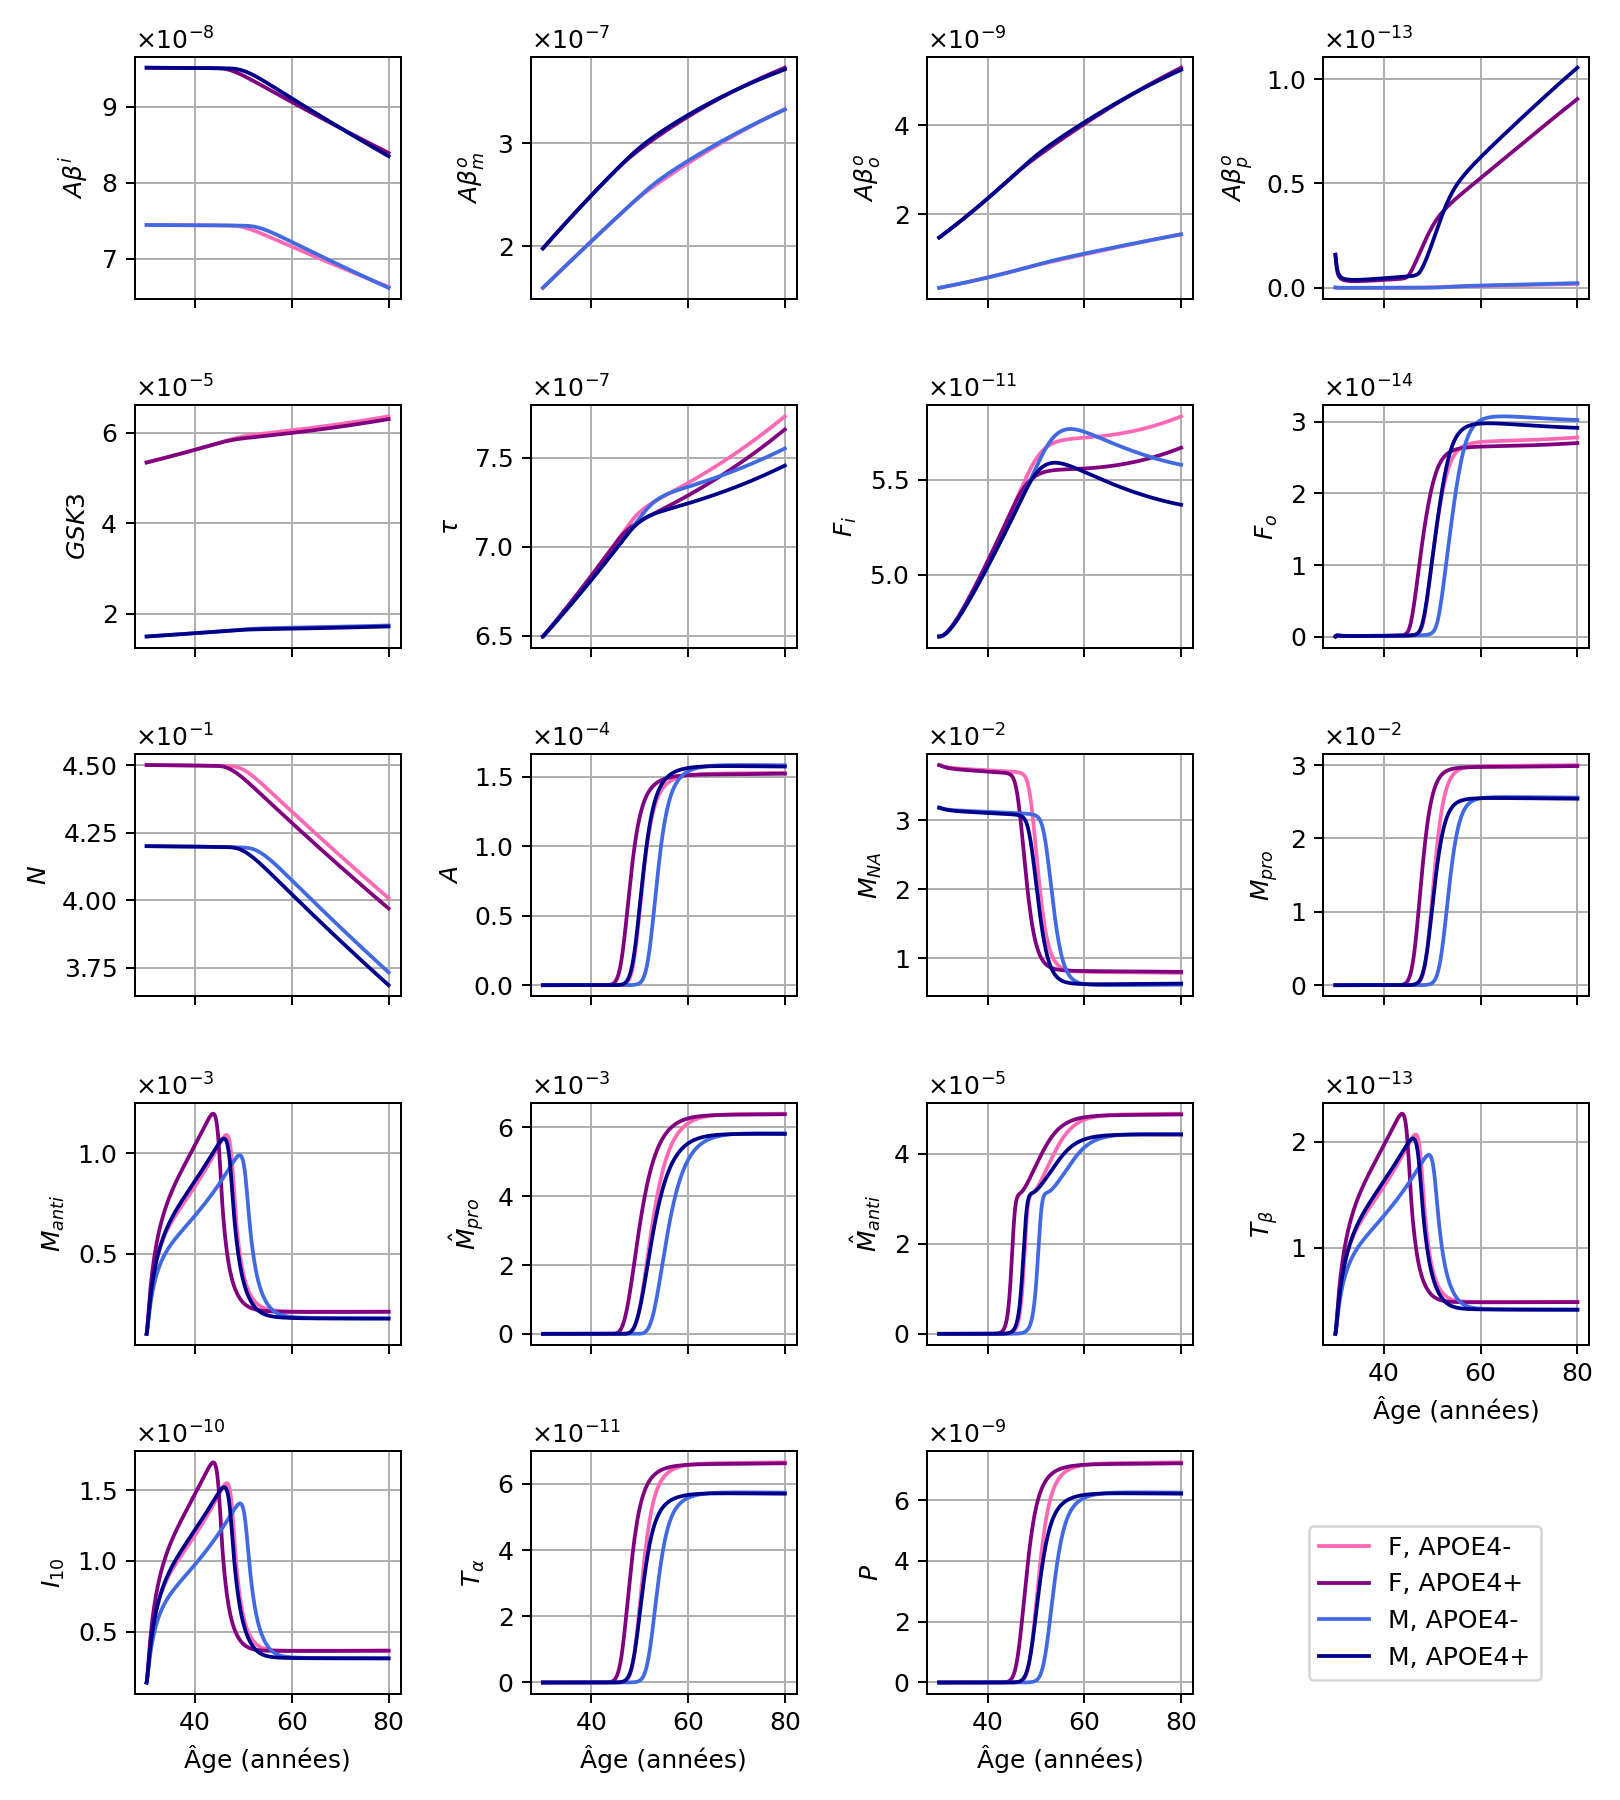 ×10⁻⁸ ×10⁻⁷ ×10⁻⁹ ×10⁻¹³
Aβⁱ 9 8 7
Aβₘᵒ 3 2
Aβₒᵒ 4 2
Aβₚᵒ 1.0 0.5 0.0
×10⁻⁵ ×10⁻⁷ ×10⁻¹¹ ×10⁻¹⁴
GSK3 6 4 2
τ 7.5 7.0 6.5
Fᵢ 5.5 5.0
Fₒ 3 2 1 0
×10⁻¹ ×10⁻⁴ ×10⁻² ×10⁻²
N 4.50 4.25 4.00 3.75
A 1.5 1.0 0.5 0.0
M_NA 3 2 1
M_pro 3 2 1 0
×10⁻³ ×10⁻³ ×10⁻⁵ ×10⁻¹³
M_anti 1.0 0.5
M̂_pro 6 4 2 0
M̂_anti 4 2 0
T_β 2 1
40 60 80
Âge (années)
×10⁻¹⁰ ×10⁻¹¹ ×10⁻⁹
I₁₀ 1.5 1.0 0.5
T_α 6 4 2 0
P 6 4 2 0
40 60 80 40 60 80 40 60 80
Âge (années) Âge (années) Âge (années)
F, APOE4-
F, APOE4+
M, APOE4-
M, APOE4+